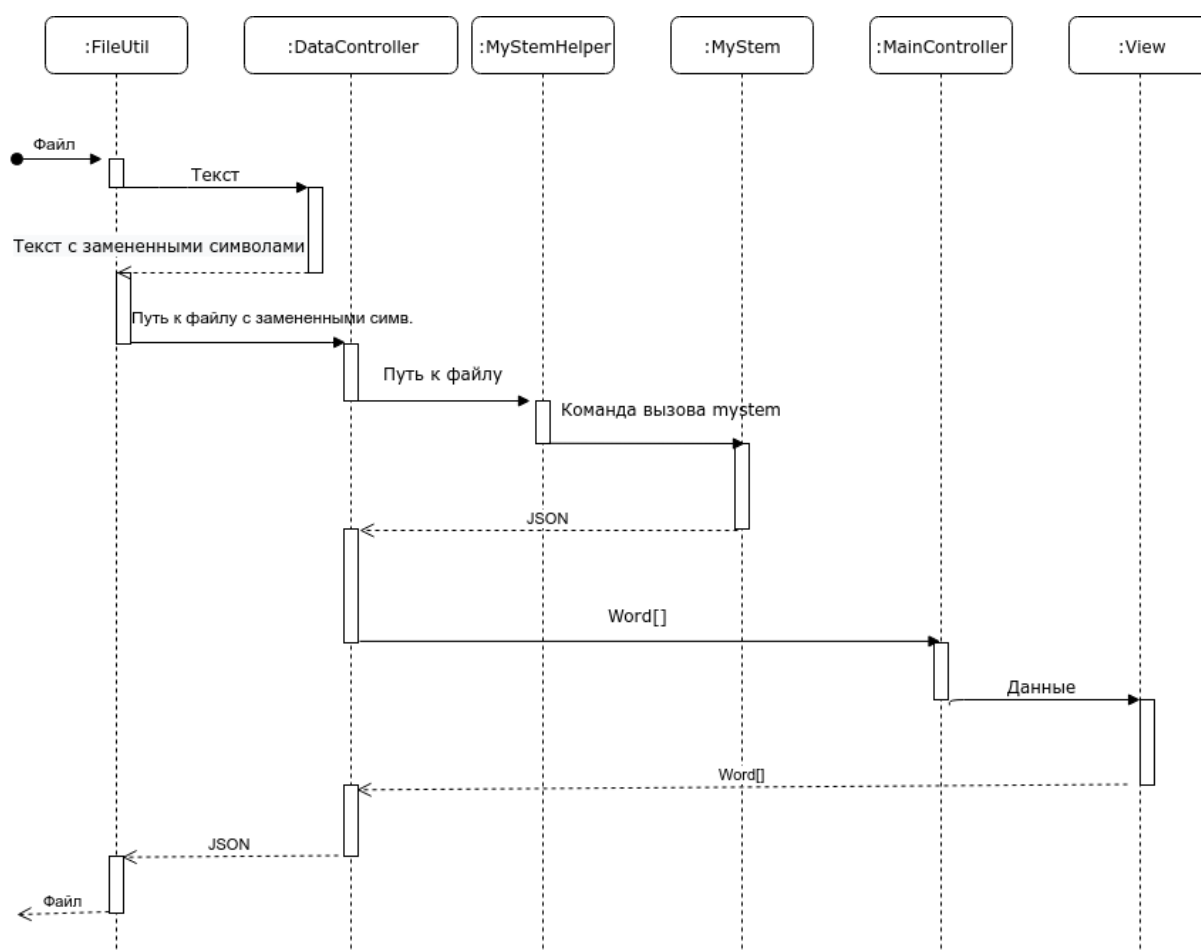 :FileUtil
:DataController
:MyStemHelper
:MyStem
:MainController
:View
Файл
Текст
Текст с замененными символами
Путь к файлу с замененными симв.
Путь к файлу
Команда вызова mystem
JSON
Word[]
Данные
Word[]
JSON
Файл